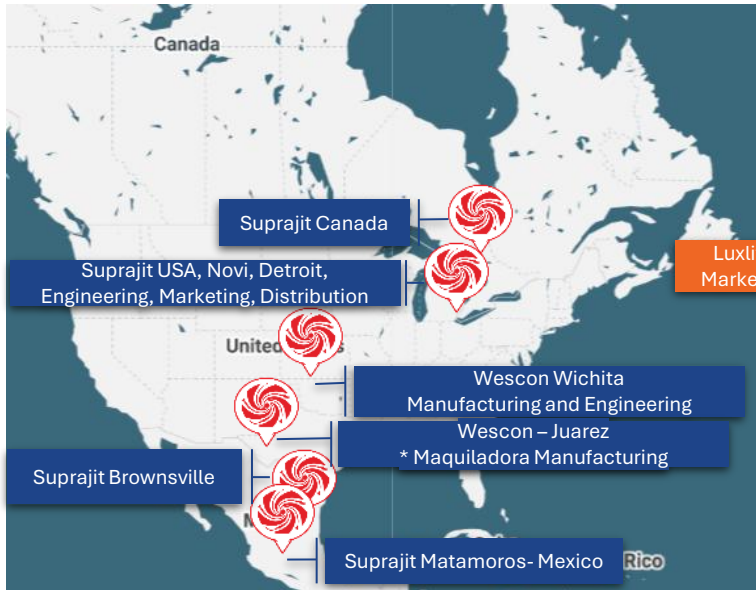 Canada
Suprajit Canada
Suprajit USA, Novi, Detroit,
Engineering, Marketing, Distribution
Wescon Wichita
Manufacturing and Engineering
Wescon – Juarez
* Maquiladora Manufacturing
Suprajit Brownsville
Suprajit Matamoros- Mexico
Rico